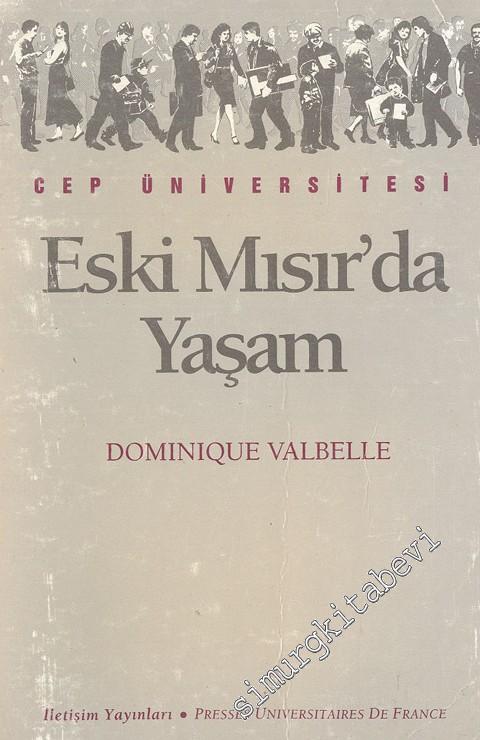 CEP ÜNİVERSİTESİ
Eski Mısır'da
Yaşam
DOMINIQUE VALBELLE
simurgkitabevi
İletişim Yayınları • PRESSES UNIVERSITAIRES DE FRANCE